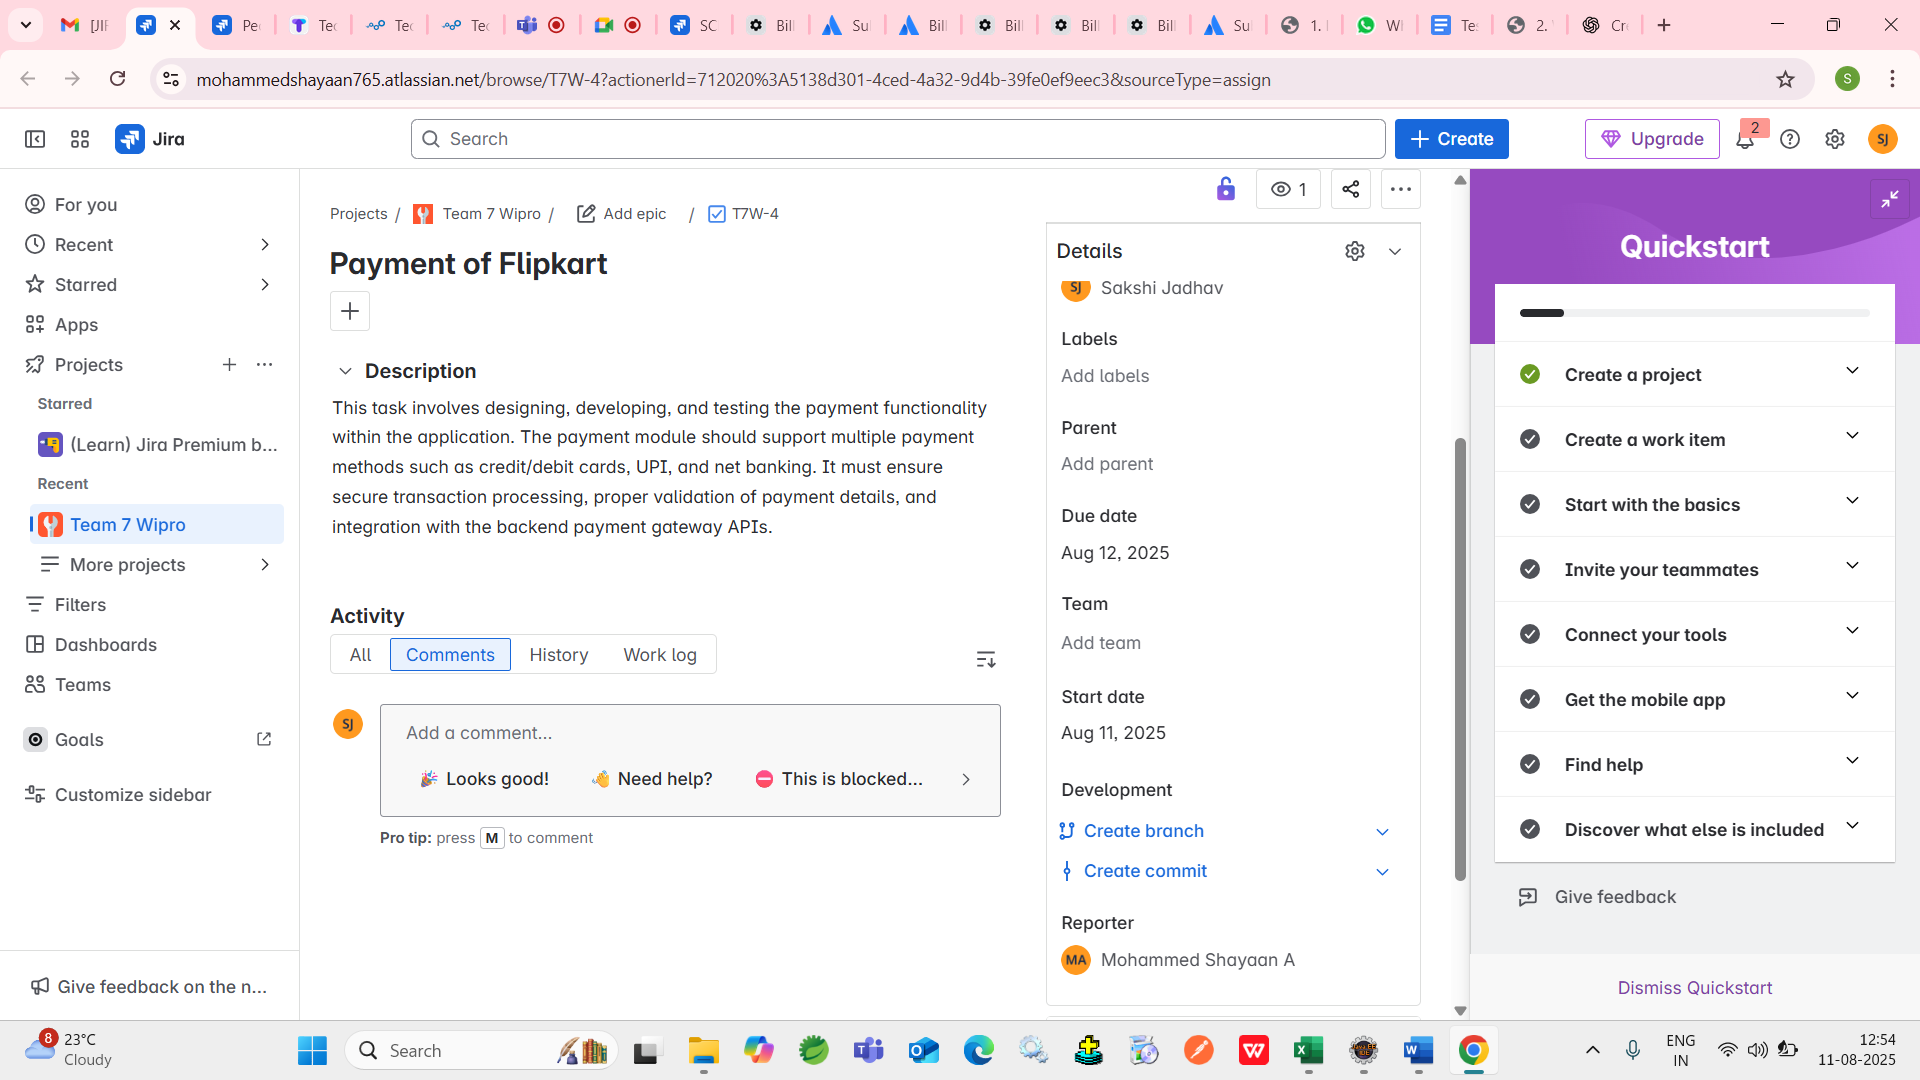 [JIF
Pec
Tec
Tec
Tec
SC
Bill
Su
Bill
Bill
Bill
Bill
Su
1.
W
Tes
2.
Cr
mohammedshayaan765.atlassian.net/browse/T7W-4?actionerId=712020%3A5138d301-4ced-4a32-9d4b-39fe0ef9eec3&sourceType=assign
S
Jira
Search
Create
Upgrade
2
SJ
For you
Recent
Starred
Apps
Projects
Starred
(Learn) Jira Premium b...
Recent
Team 7 Wipro
More projects
Filters
Dashboards
Teams
Goals
Customize sidebar
Give feedback on the n...
Projects / Team 7 Wipro / Add epic / T7W-4
1
Payment of Flipkart
Description
This task involves designing, developing, and testing the payment functionality
within the application. The payment module should support multiple payment
methods such as credit/debit cards, UPI, and net banking. It must ensure
secure transaction processing, proper validation of payment details, and
integration with the backend payment gateway APIs.
Activity
All Comments History Work log
SJ
Add a comment...
Looks good! Need help? This is blocked...
Pro tip: press M to comment
Details
SJ Sakshi Jadhav
Labels
Add labels
Parent
Add parent
Due date
Aug 12, 2025
Team
Add team
Start date
Aug 11, 2025
Development
Create branch
Create commit
Reporter
MA Mohammed Shayaan A
Quickstart
Create a project
Create a work item
Start with the basics
Invite your teammates
Connect your tools
Get the mobile app
Find help
Discover what else is included
Give feedback
Dismiss Quickstart
8
23°C
Cloudy
Search
ENG
IN
12:54
11-08-2025